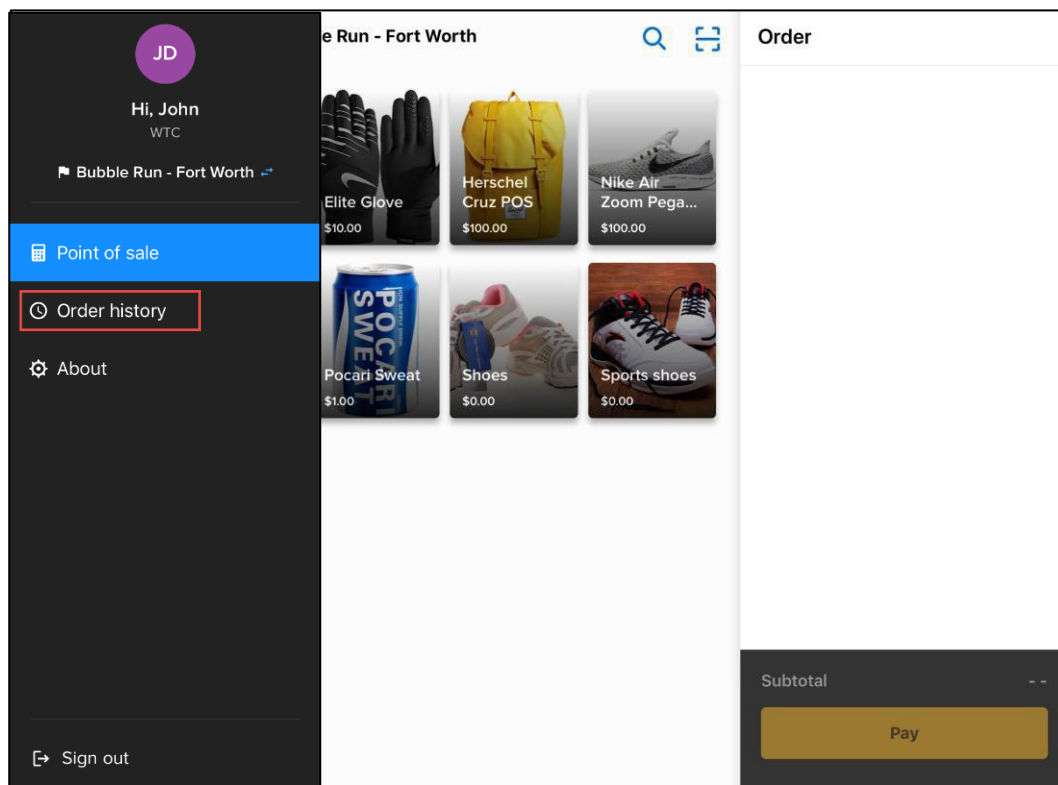 JD
Hi, John
WTC
Bubble Run - Fort Worth
Point of sale
Order history
About
Sign out
e Run - Fort Worth
Elite Glove
$10.00
Herschel
Cruz POS
$100.00
Nike Air
Zoom Pega...
$100.00
POCARI
SWEAT
Pocari Sweat
$1.00
Shoes
$0.00
Sports shoes
$0.00
Order
Subtotal
- -
Pay